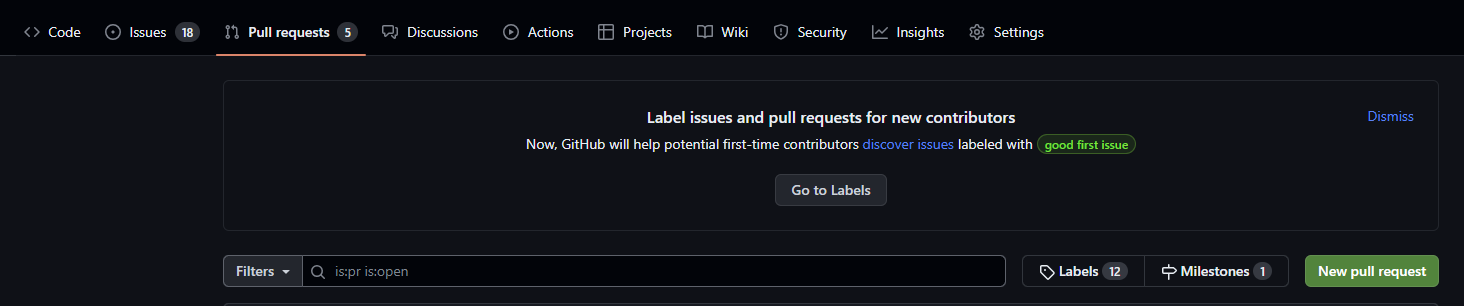 Code Issues 18 Pull requests 5 Discussions Actions Projects Wiki Security Insights Settings
Label issues and pull requests for new contributors
Dismiss
Now, GitHub will help potential first-time contributors discover issues labeled with good first issue
Go to Labels
Filters is:pr is:open Labels 12 Milestones 1 New pull request